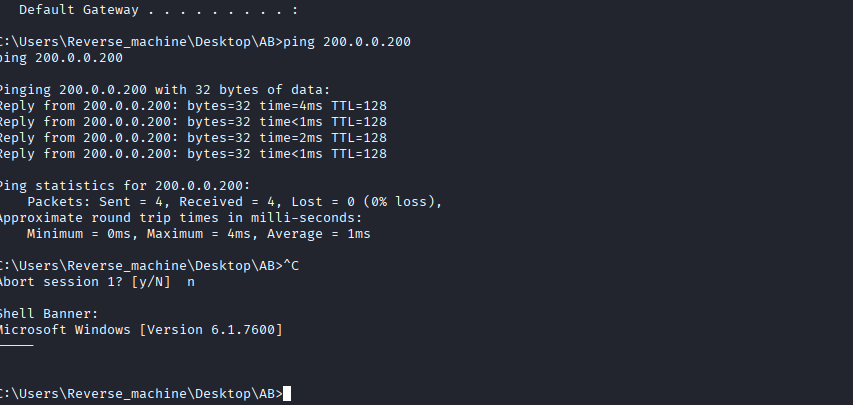 Default Gateway . . . . . . . . . :
C:\Users\Reverse_machine\Desktop\AB>ping 200.0.0.200
ping 200.0.0.200
Pinging 200.0.0.200 with 32 bytes of data:
Reply from 200.0.0.200: bytes=32 time=4ms TTL=128
Reply from 200.0.0.200: bytes=32 time<1ms TTL=128
Reply from 200.0.0.200: bytes=32 time=2ms TTL=128
Reply from 200.0.0.200: bytes=32 time<1ms TTL=128
Ping statistics for 200.0.0.200:
Packets: Sent = 4, Received = 4, Lost = 0 (0% loss),
Approximate round trip times in milli-seconds:
Minimum = 0ms, Maximum = 4ms, Average = 1ms
C:\Users\Reverse_machine\Desktop\AB>^C
Abort session 1? [y/N]  n
Shell Banner:
Microsoft Windows [Version 6.1.7600]
-----
C:\Users\Reverse_machine\Desktop\AB>